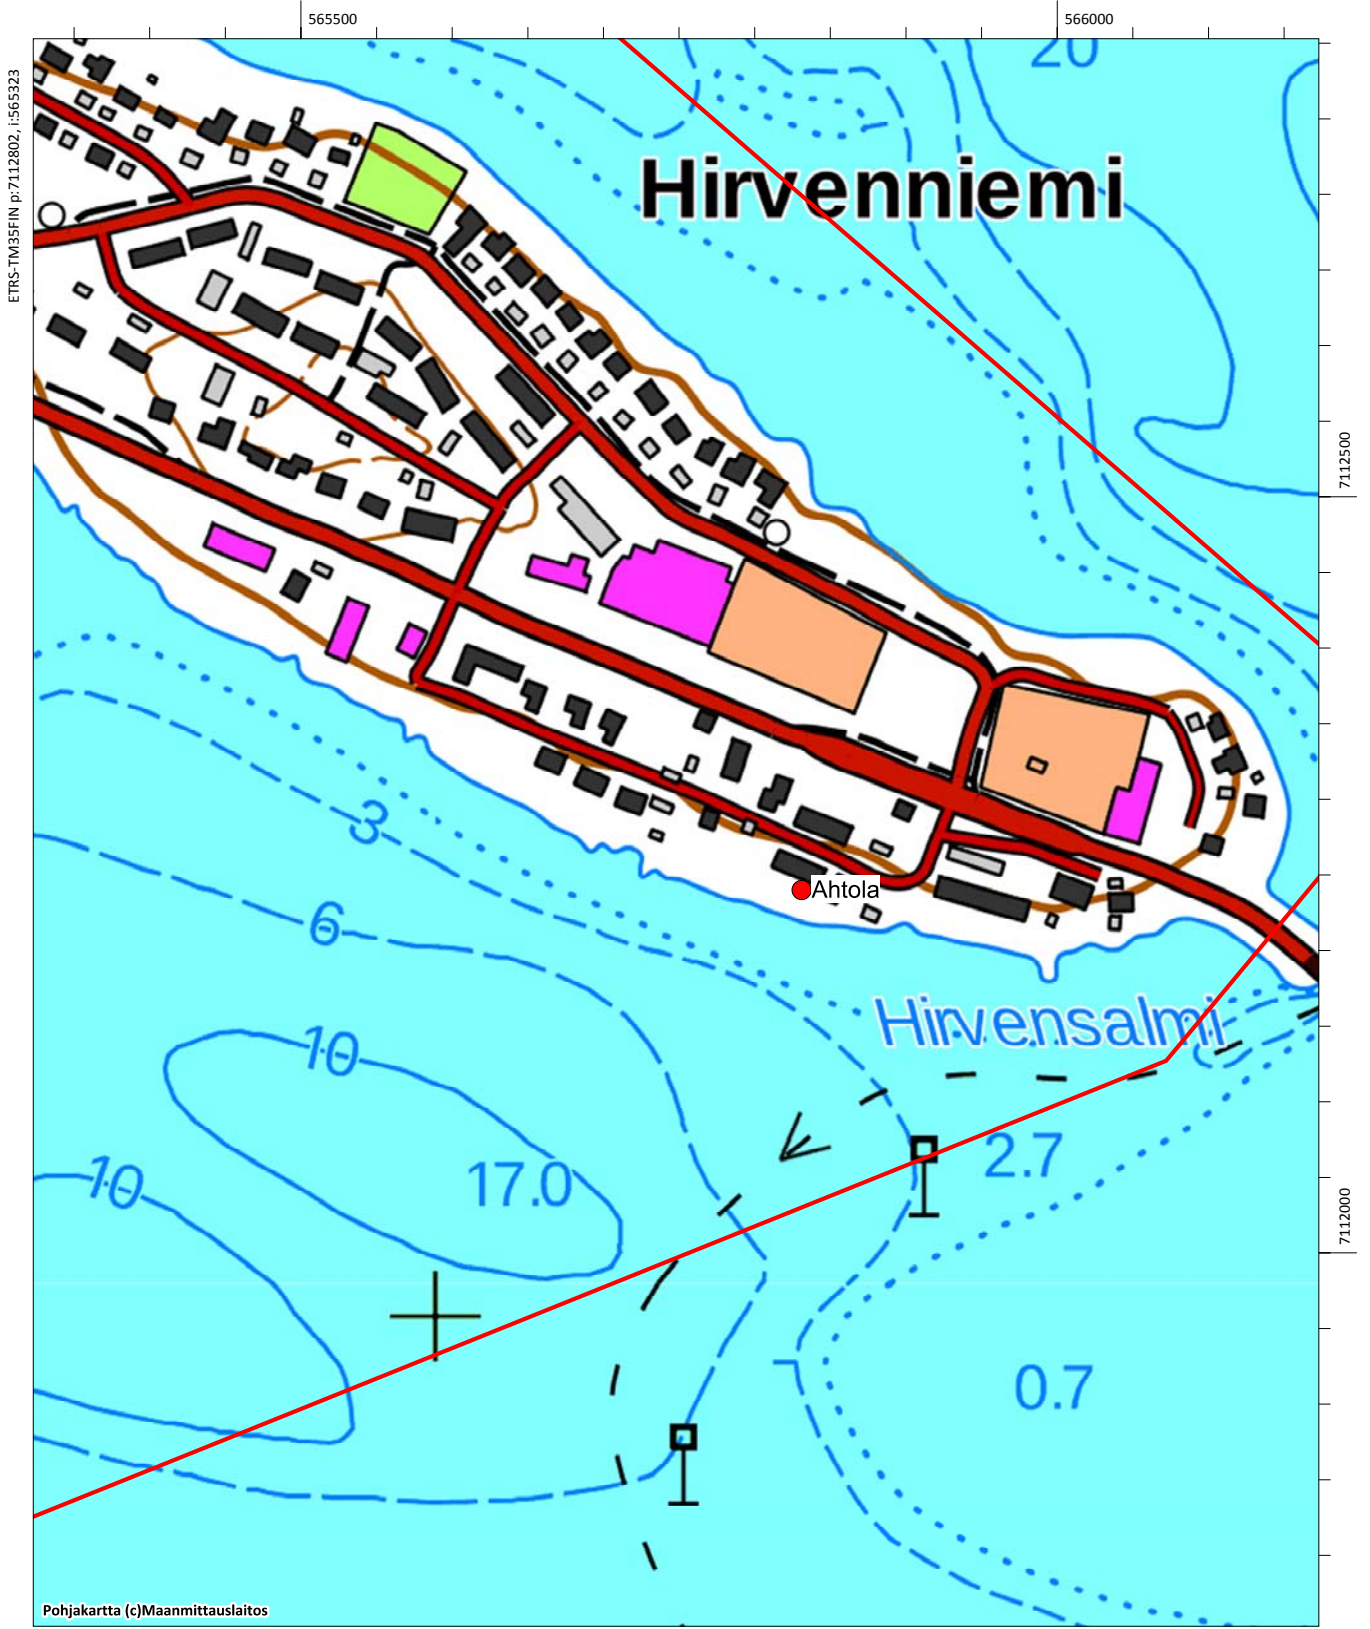 565500
566000
ETRS-TM35FIN p:7112802, i:565323
20
Hirvenniemi
7112500
3
Ahtola
6
Hirvensalmi
10
2.7
10
17.0
7112000
0.7
Pohjakartta (c)Maanmittauslaitos